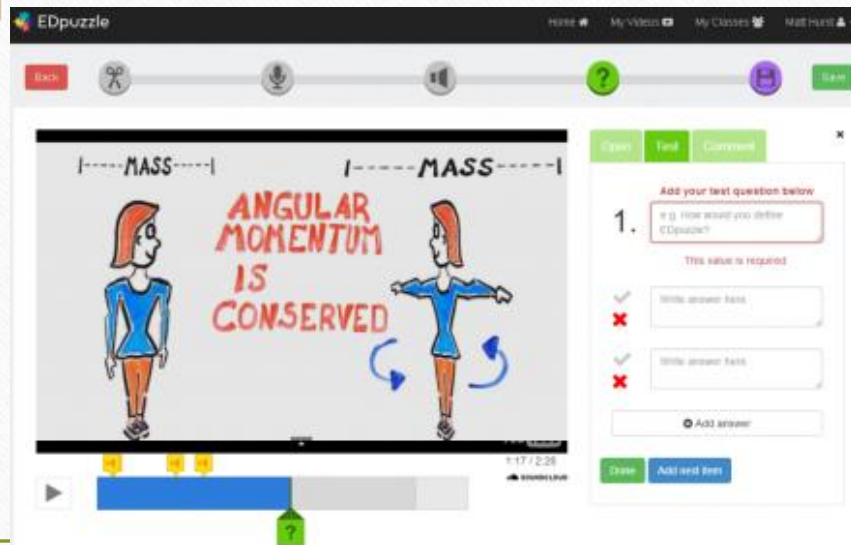 EDpuzzle
Home
My Videos
My Classes
Matt Hurst
Back
?
Save
|-----MASS-----|
|-----MASS-----|
ANGULAR
MOMENTUM
IS
CONSERVED
Open
Test
Comment
x
Add your test question below
1.
e.g. How would you define
EDpuzzle?
This value is required
Write answer here
Write answer here
Add answer
1:17 / 2:26
SOUNDCLOUD
Done
Add next item
?